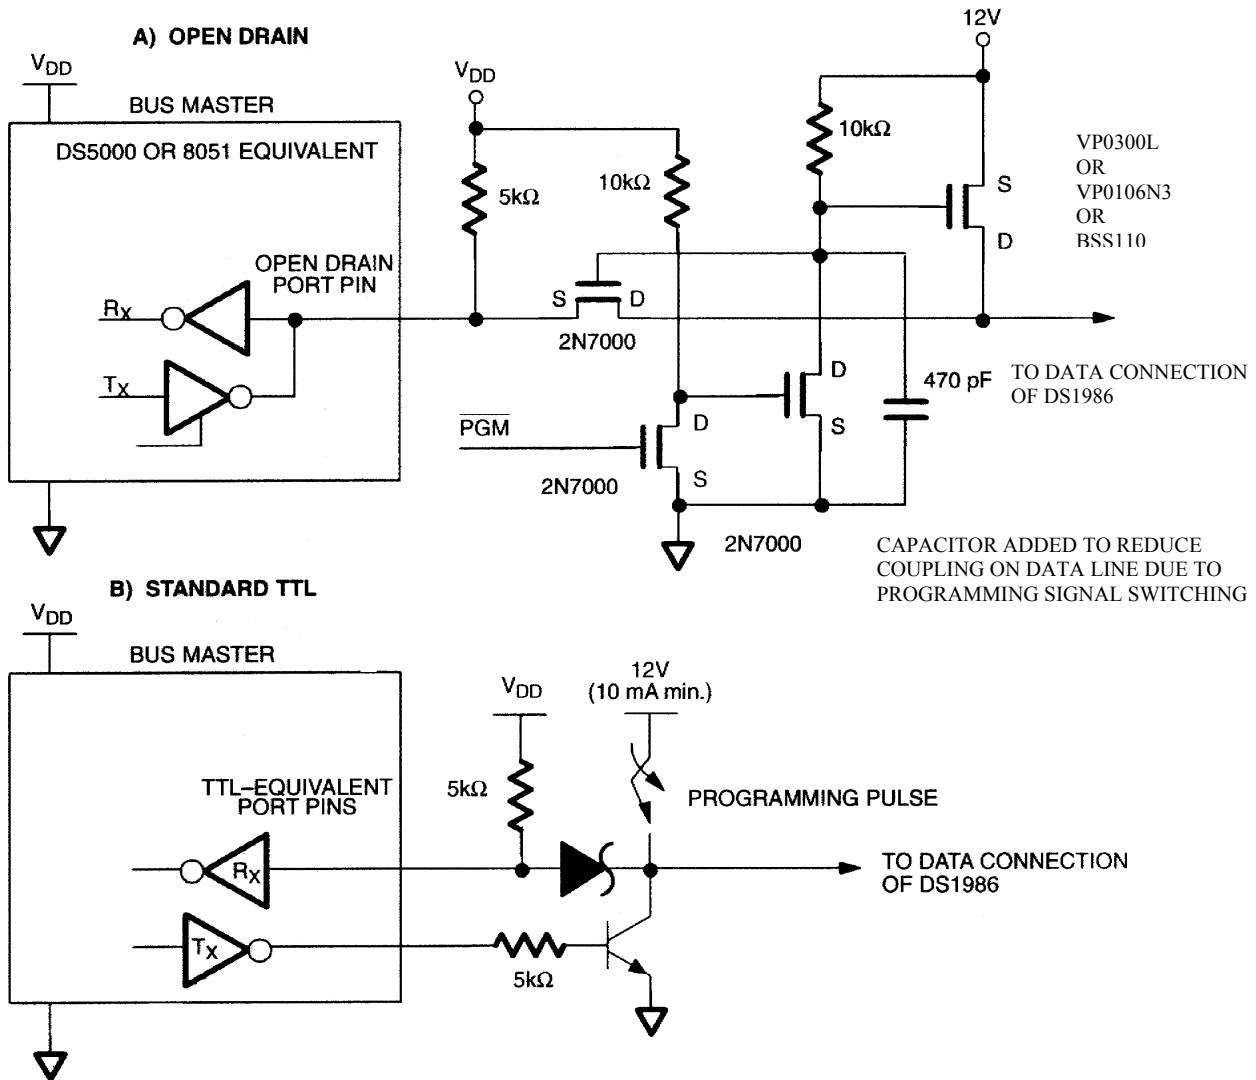 A) OPEN DRAIN
VDD
BUS MASTER
DS5000 OR 8051 EQUIVALENT
OPEN DRAIN
PORT PIN
RX
TX
VDD
5kΩ
10kΩ
12V
10kΩ
S
D
VP0300L
OR
VP0106N3
OR
BSS110
S D
2N7000
PGM
D
S
2N7000
D
S
2N7000
470 pF
TO DATA CONNECTION
OF DS1986
CAPACITOR ADDED TO REDUCE
COUPLING ON DATA LINE DUE TO
PROGRAMMING SIGNAL SWITCHING
B) STANDARD TTL
VDD
BUS MASTER
TTL–EQUIVALENT
PORT PINS
RX
TX
VDD
5kΩ
12V
(10 mA min.)
PROGRAMMING PULSE
5kΩ
TO DATA CONNECTION
OF DS1986